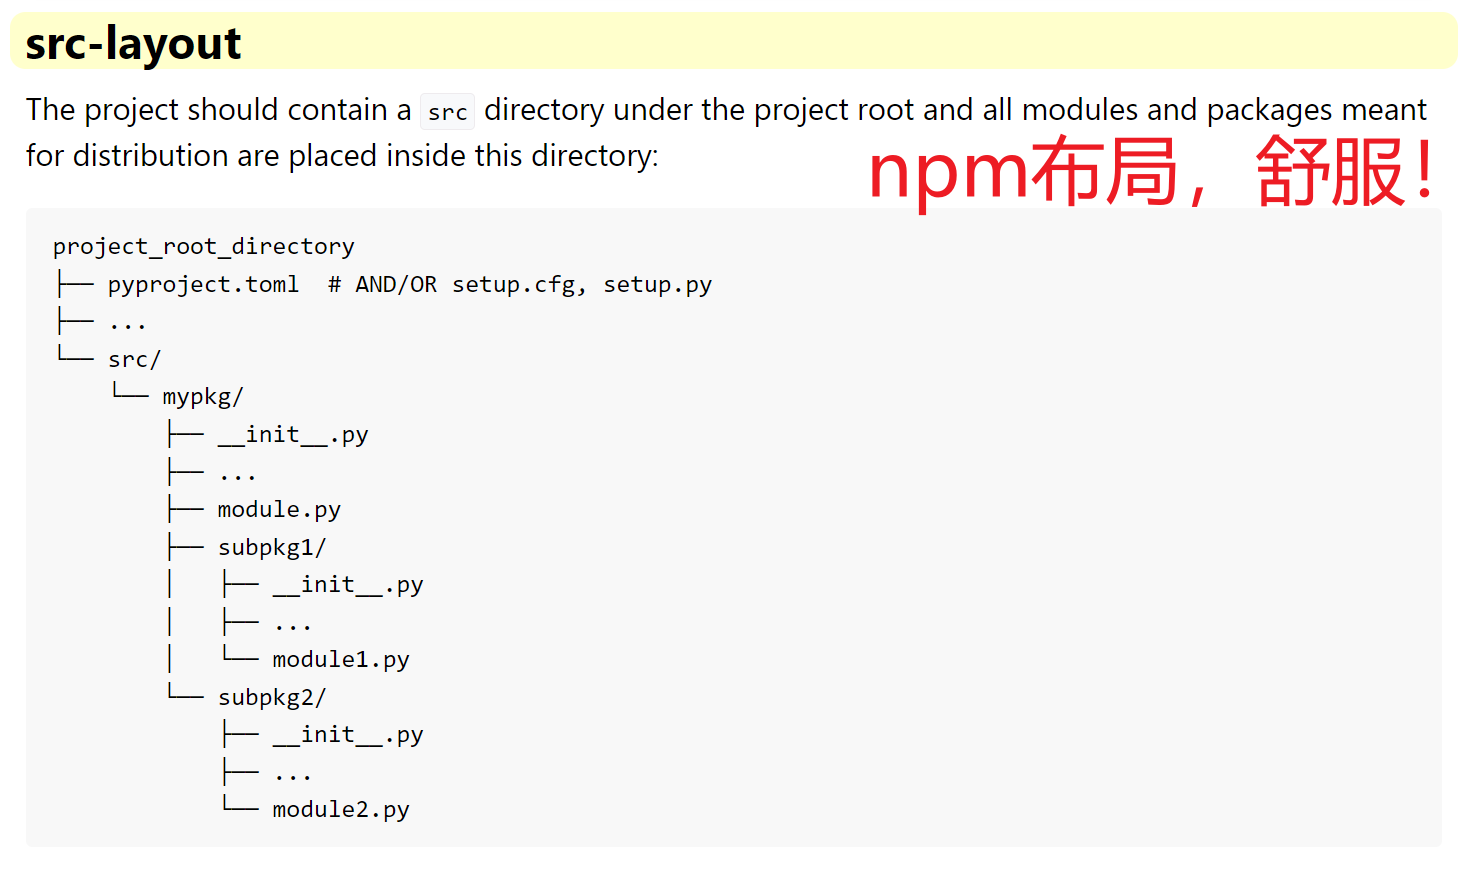 src-layout
The project should contain a src directory under the project root and all modules and packages meant
for distribution are placed inside this directory:
npm布局，舒服！
project_root_directory
├── pyproject.toml  # AND/OR setup.cfg, setup.py
├── ...
└── src/
    └── mypkg/
        ├── __init__.py
        ├── ...
        ├── module.py
        ├── subpkg1/
        │   ├── __init__.py
        │   ├── ...
        │   └── module1.py
        └── subpkg2/
            ├── __init__.py
            ├── ...
            └── module2.py